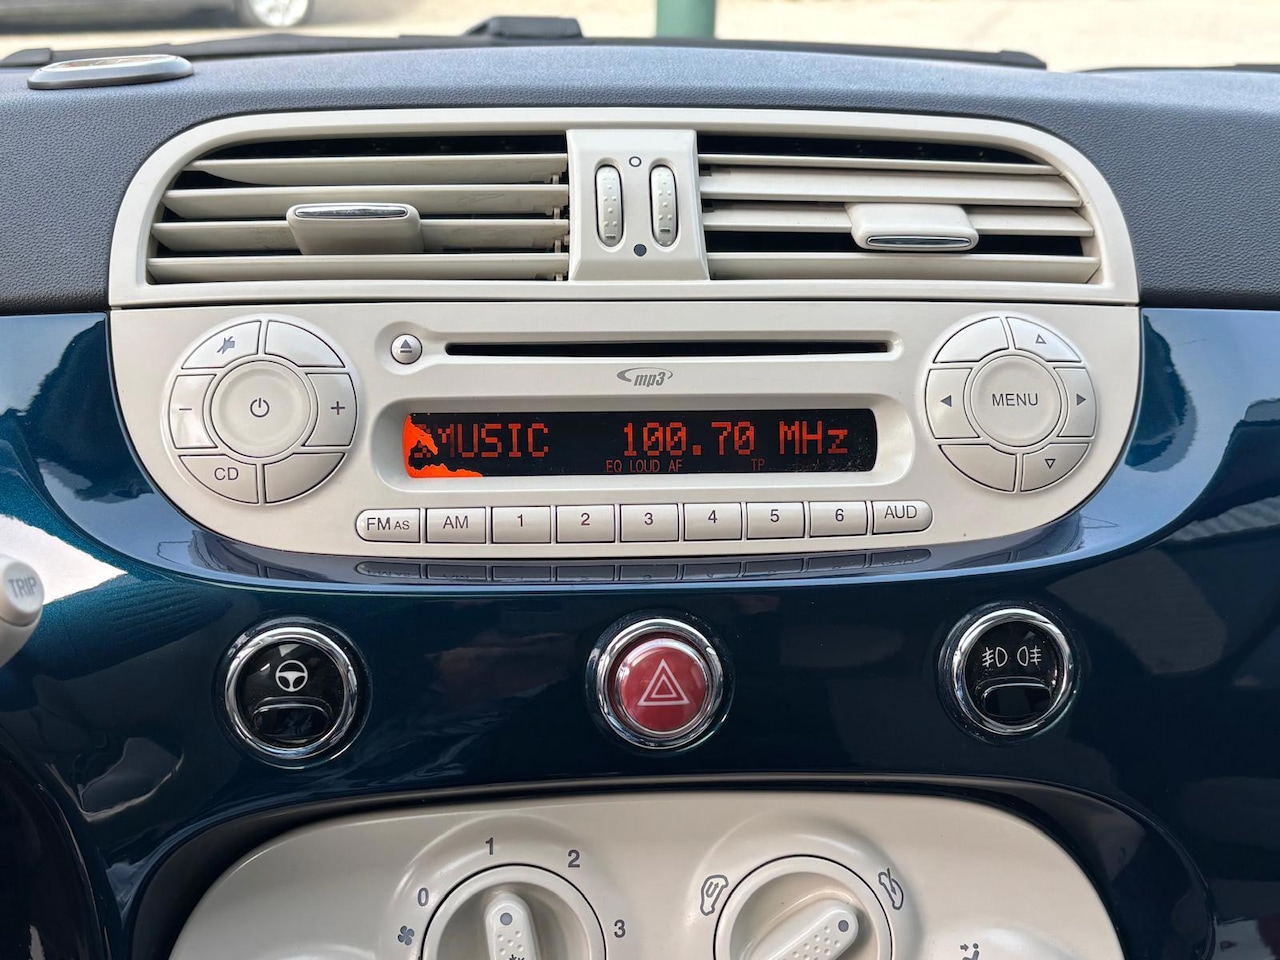 mp3
MUSIC 100.70 MHz
EQ LOUD AF TP
MENU
- +
CD
FM AS AM 1 2 3 4 5 6 AUD
TRIP
0 1 2 3